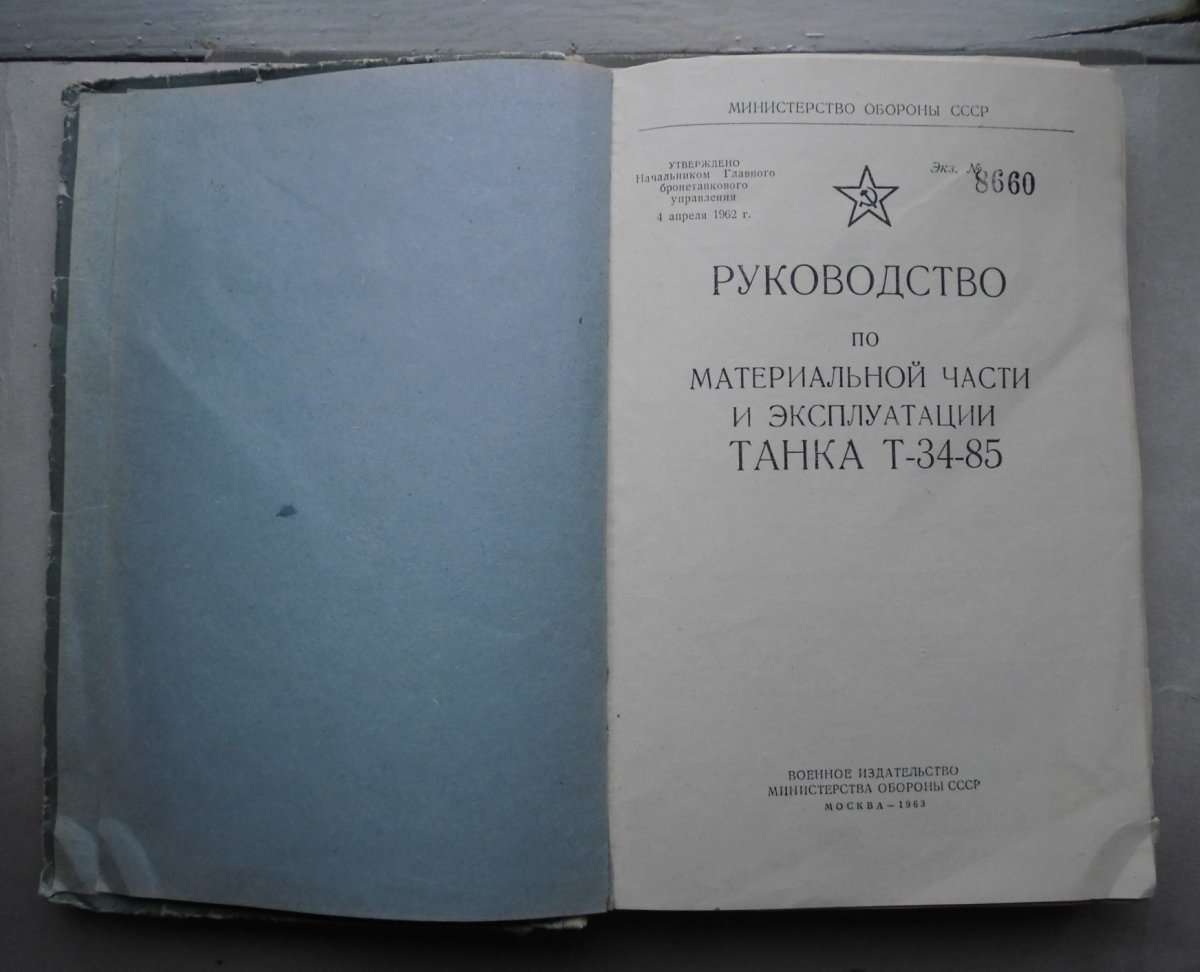 МИНИСТЕРСТВО ОБОРОНЫ СССР
УТВЕРЖДЕНО
Начальником Главного
бронетанкового
управления
4 апреля 1962 г.
Экз. № 8660
РУКОВОДСТВО
ПО
МАТЕРИАЛЬНОЙ ЧАСТИ
И ЭКСПЛУАТАЦИИ
ТАНКА Т-34-85
ВОЕННОЕ ИЗДАТЕЛЬСТВО
МИНИСТЕРСТВА ОБОРОНЫ СССР
МОСКВА — 1963